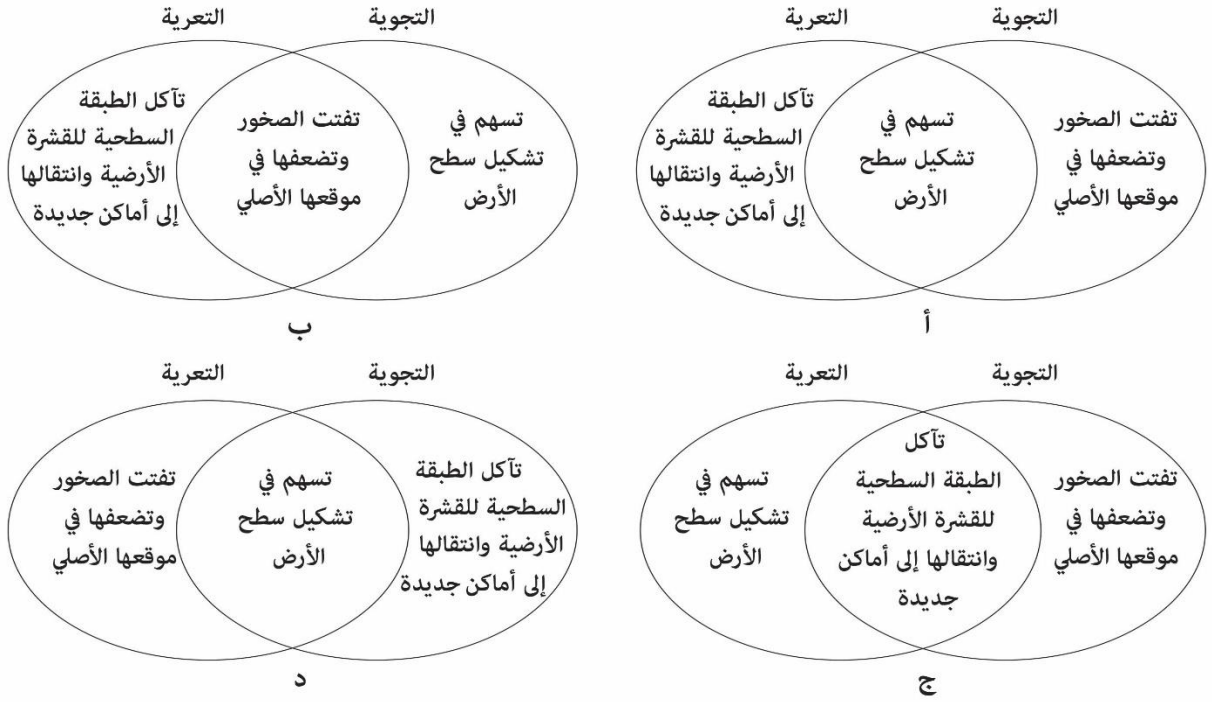 التجوية
التعرية
تفتت الصخور
وتضعفها في
موقعها الأصلي
تسهم في
تشكيل سطح
الأرض
تآكل الطبقة
السطحية للقشرة
الأرضية وانتقالها
إلى أماكن جديدة
أ
التجوية
التعرية
تسهم في
تشكيل سطح
الأرض
تفتت الصخور
وتضعفها في
موقعها الأصلي
تآكل الطبقة
السطحية للقشرة
الأرضية وانتقالها
إلى أماكن جديدة
ب
التجوية
التعرية
تفتت الصخور
وتضعفها في
موقعها الأصلي
تآكل
الطبقة السطحية
للقشرة الأرضية
وانتقالها إلى أماكن
جديدة
تسهم في
تشكيل سطح
الأرض
ج
التجوية
التعرية
تآكل الطبقة
السطحية للقشرة
الأرضية وانتقالها
إلى أماكن جديدة
تسهم في
تشكيل سطح
الأرض
تفتت الصخور
وتضعفها في
موقعها الأصلي
د